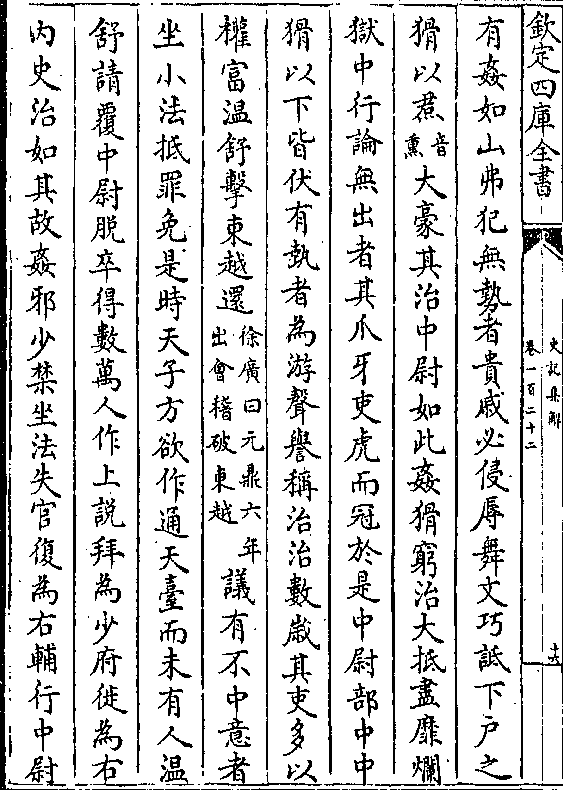 欽定四庫全書
史記集解
卷一百二十二
十六
有姦如山弗犯無勢者貴戚必侵辱舞文巧詆下户之
猾以焄音熏大豪其治中尉如此姦猾窮治大抵盡靡爛
獄中行論無出者其爪牙吏虎而冠於是中尉部中中
猾以下皆伏有勢者為游聲譽稱治治數歲其吏多以
權富温舒擊東越還徐廣曰元鼎六年出會稽破東越議有不中意者
坐小法抵罪免是時天子方欲作通天臺而未有人温
舒請覆中尉脱卒得數萬人作上説拜為少府徙為右
内史治如其故姦邪少禁坐法失官復為右輔行中尉